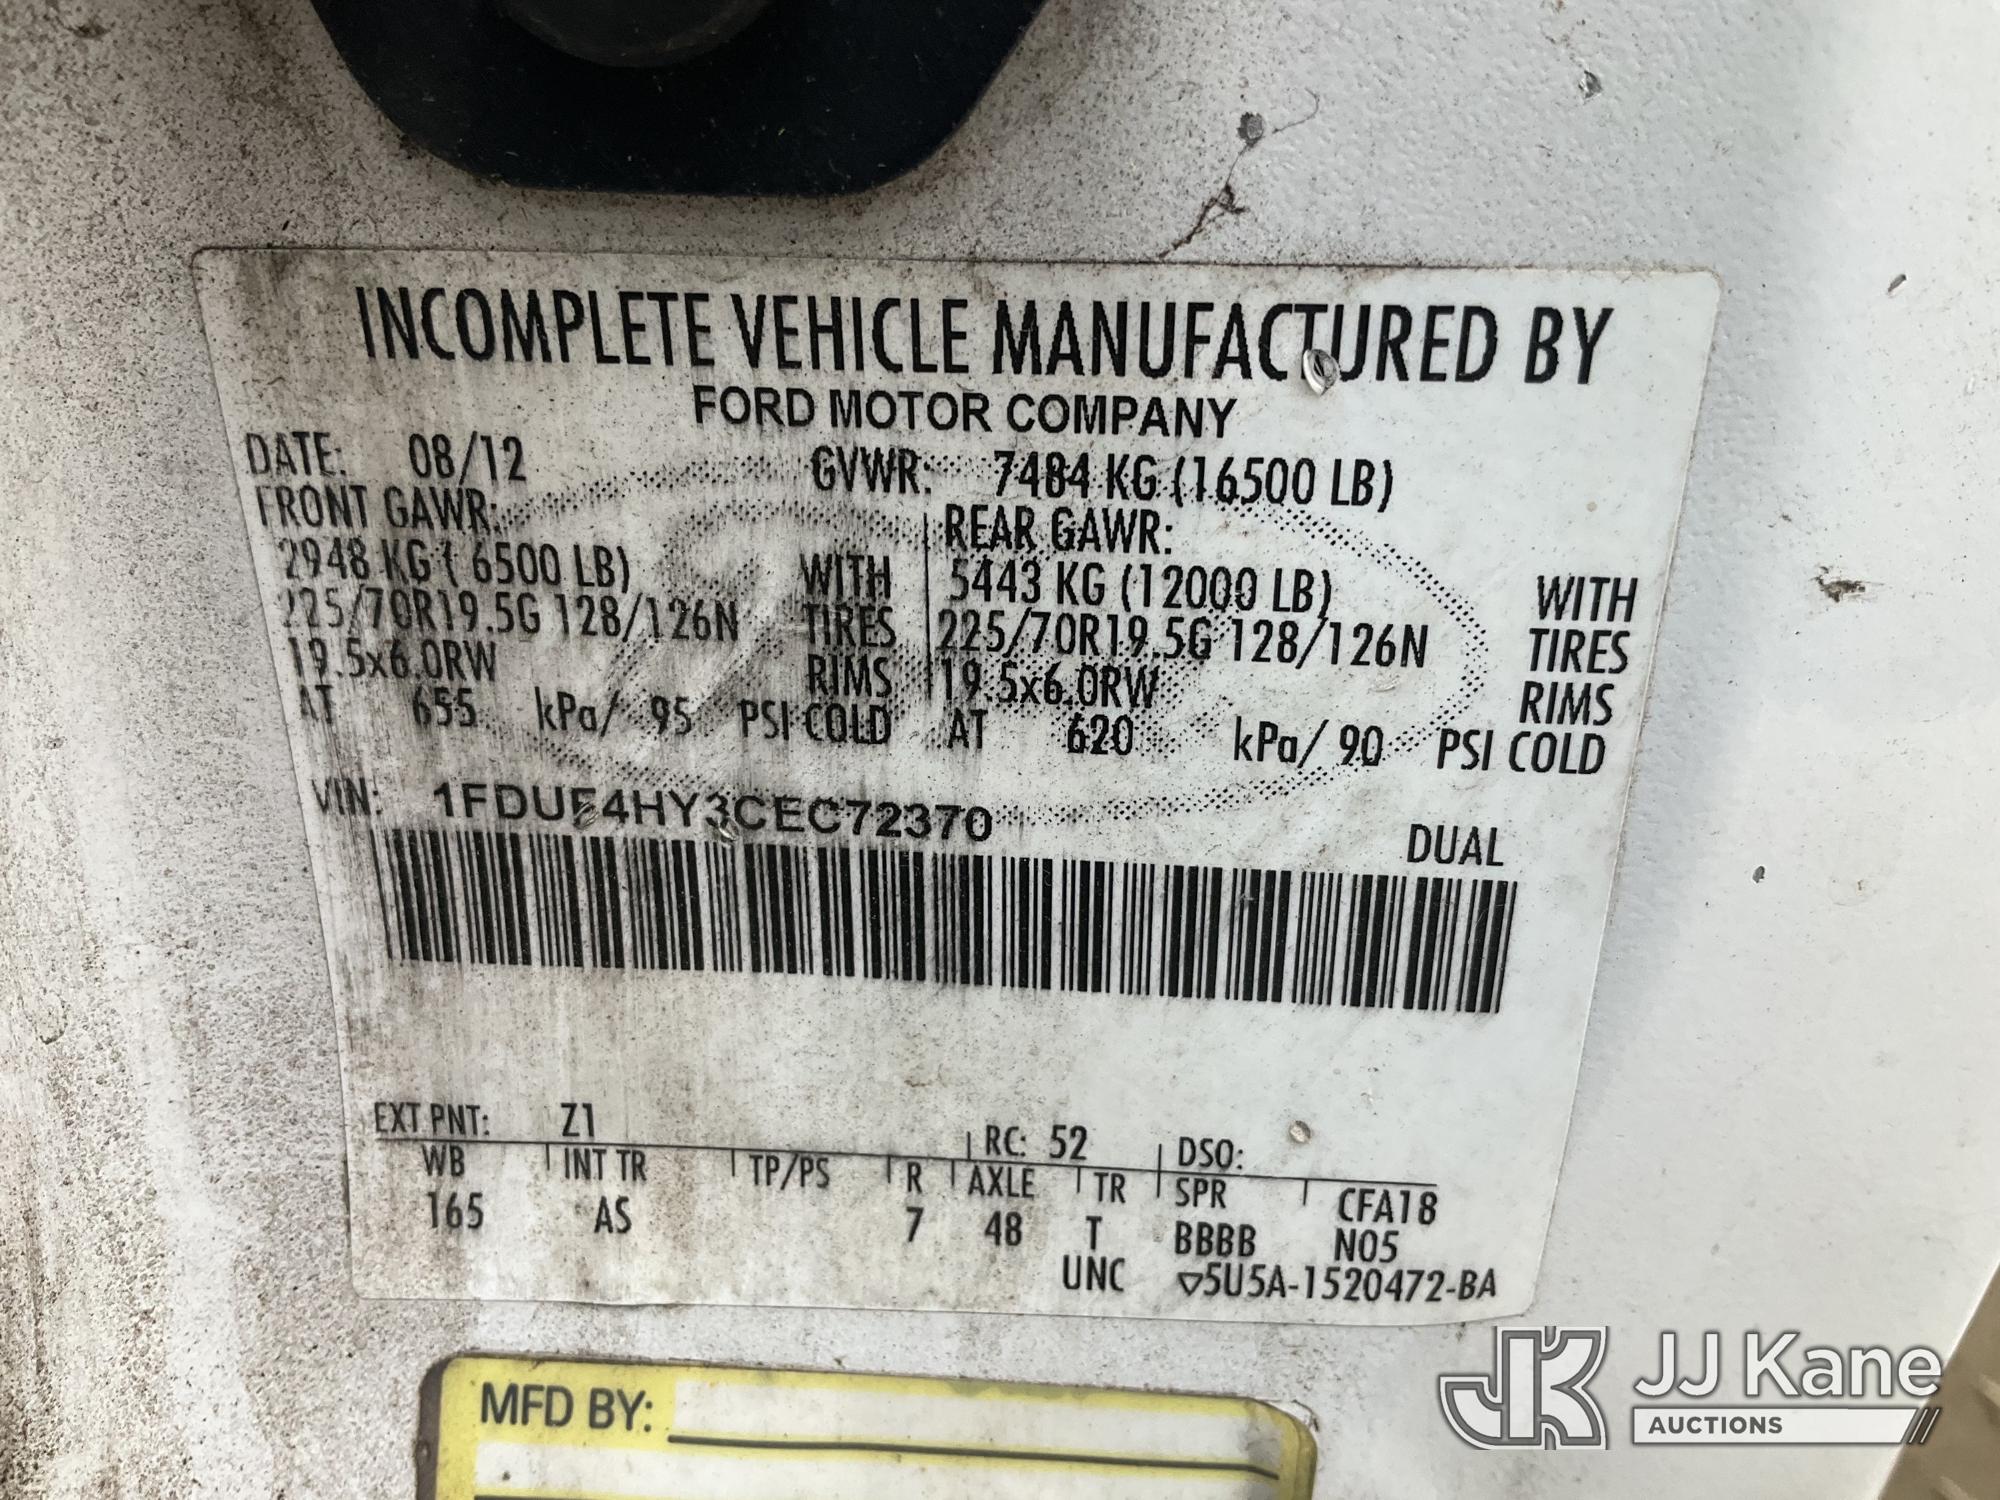 INCOMPLETE VEHICLE MANUFACTURED BY
FORD MOTOR COMPANY
DATE: 08/12 GVWR: 7484 KG (16500 LB)
FRONT GAWR: REAR GAWR:
2948 KG ( 6500 LB) WITH 5443 KG (12000 LB) WITH
225/70R19.5G 128/126N TIRES 225/70R19.5G 128/126N TIRES
19.5x6.0RW RIMS 19.5x6.0RW RIMS
AT 655 kPa/ 95 PSI COLD AT 620 kPa/ 90 PSI COLD
VIN: 1FDUF4HY3CEC72370
DUAL
EXT PNT: Z1 RC: 52 DSO:
WB INT TR TP/PS R AXLE TR SPR CFA18
165 AS 7 48 T BBBB N05
UNC ▽5U5A-1520472-BA
MFD BY:
JK JJ Kane
AUCTIONS